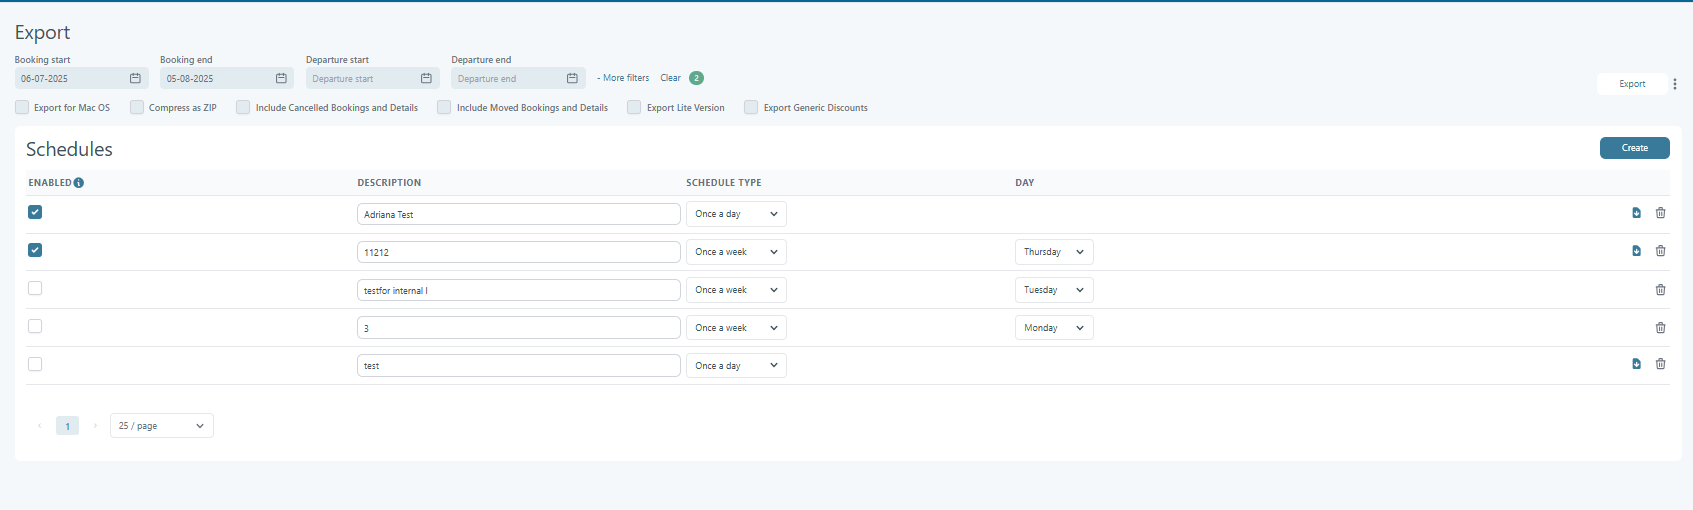 Export
Booking start Booking end Departure start Departure end
06-07-2025 05-08-2025 Departure start Departure end - More filters Clear 2
Export
Export for Mac OS Compress as ZIP Include Cancelled Bookings and Details Include Moved Bookings and Details Export Lite Version Export Generic Discounts
Schedules
Create
ENABLED DESCRIPTION SCHEDULE TYPE DAY
Adriana Test Once a day
11212 Once a week Thursday
testfor internal l Once a week Tuesday
3 Once a week Monday
test Once a day
1 25 / page